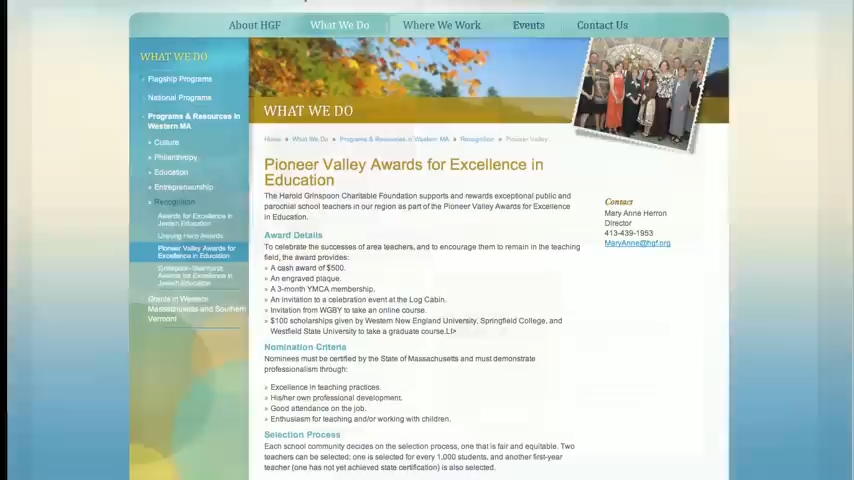 About HGF What We Do Where We Work Events Contact Us
WHAT WE DO
Flagship Programs
National Programs
Programs & Resources in
Western MA
» Culture
» Philanthropy
» Education
» Entrepreneurship
» Recognition
Awards for Excellence in
Jewish Education
Unsung Hero Awards
Pioneer Valley Awards for
Excellence in Education
Grinspoon-Steinhardt
Awards for Excellence in
Jewish Education
Grants in Western
Massachusetts and Southern
Vermont
WHAT WE DO
Home » What We Do » Programs & Resources in Western MA » Recognition » Pioneer Valley
Pioneer Valley Awards for Excellence in
Education
The Harold Grinspoon Charitable Foundation supports and rewards exceptional public and
parochial school teachers in our region as part of the Pioneer Valley Awards for Excellence
in Education.
Award Details
To celebrate the successes of area teachers, and to encourage them to remain in the teaching
field, the award provides:
» A cash award of $500.
» An engraved plaque.
» A 3-month YMCA membership.
» An invitation to a celebration event at the Log Cabin.
» Invitation from WGBY to take an online course.
» $100 scholarships given by Western New England University, Springfield College, and
Westfield State University to take a graduate course.LI>
Nomination Criteria
Nominees must be certified by the State of Massachusetts and must demonstrate
professionalism through:
» Excellence in teaching practices.
» His/her own professional development.
» Good attendance on the job.
» Enthusiasm for teaching and/or working with children.
Selection Process
Each school community decides on the selection process, one that is fair and equitable. Two
teachers can be selected; one is selected for every 1,000 students, and another first-year
teacher (one has not yet achieved state certification) is also selected.
Contact
Mary Anne Herron
Director
413-439-1953
MaryAnne@hgf.org